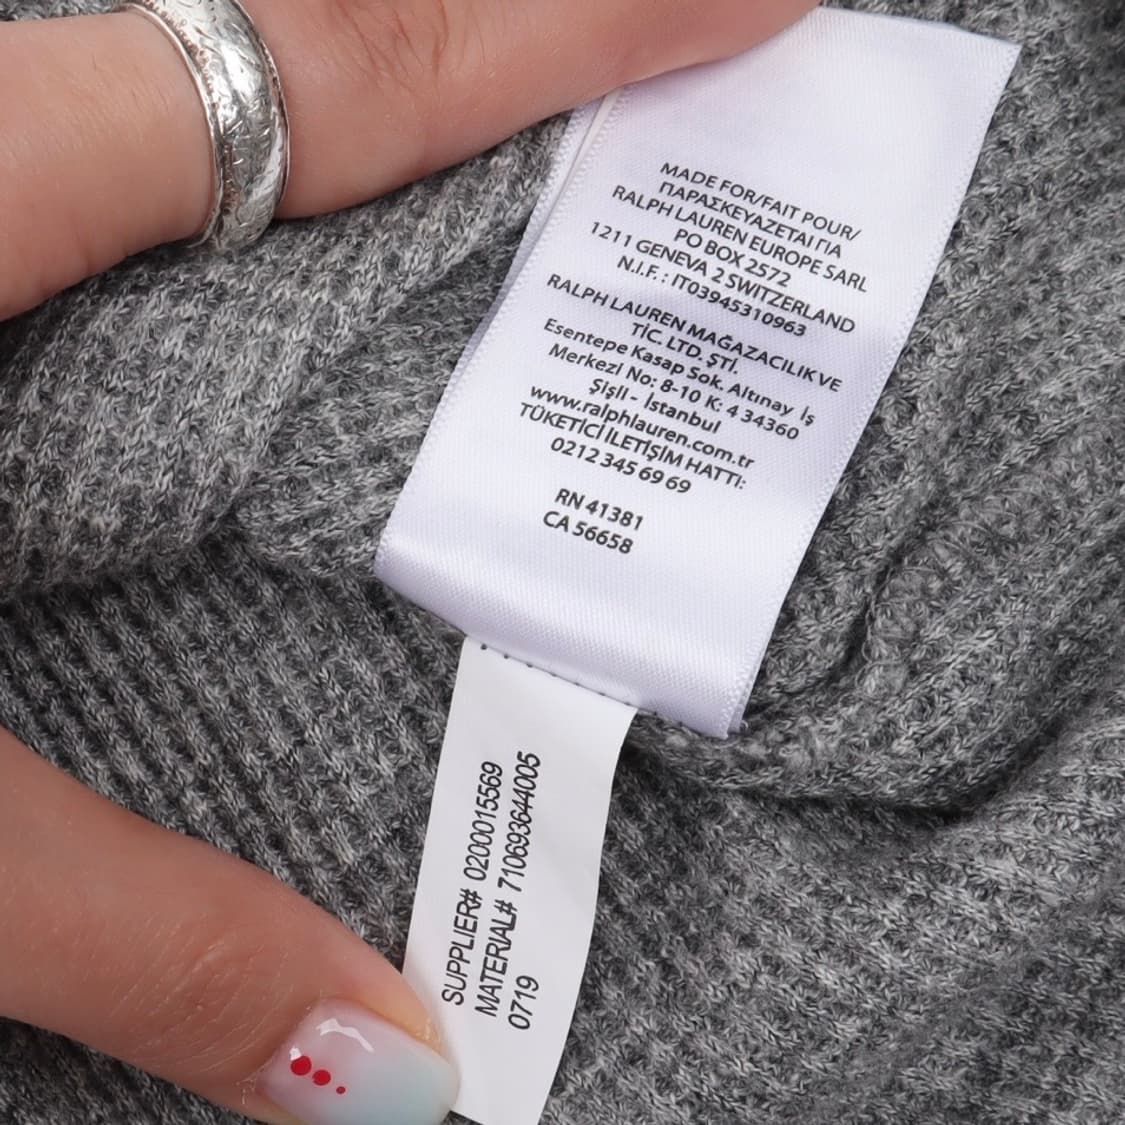 MADE FOR/FAIT POUR/
ΠΑΡΑΣΚΕΥΑΖΕΤΑΙ ΓΙΑ
RALPH LAUREN EUROPE SARL
PO BOX 2572
1211 GENEVA 2 SWITZERLAND
N.I.F. : IT03945310963
RALPH LAUREN MAĞAZACILIK VE
TİC. LTD. ŞTİ.
Esentepe Kasap Sok. Altınay İş
Merkezi No: 8-10 K: 4 34360
Şişli - İstanbul
www.ralphlauren.com.tr
TÜKETİCİ İLETİŞİM HATTI:
0212 345 69 69
RN 41381
CA 56658
SUPPLIER# 0200015569
MATERIAL# 710693644005
0719